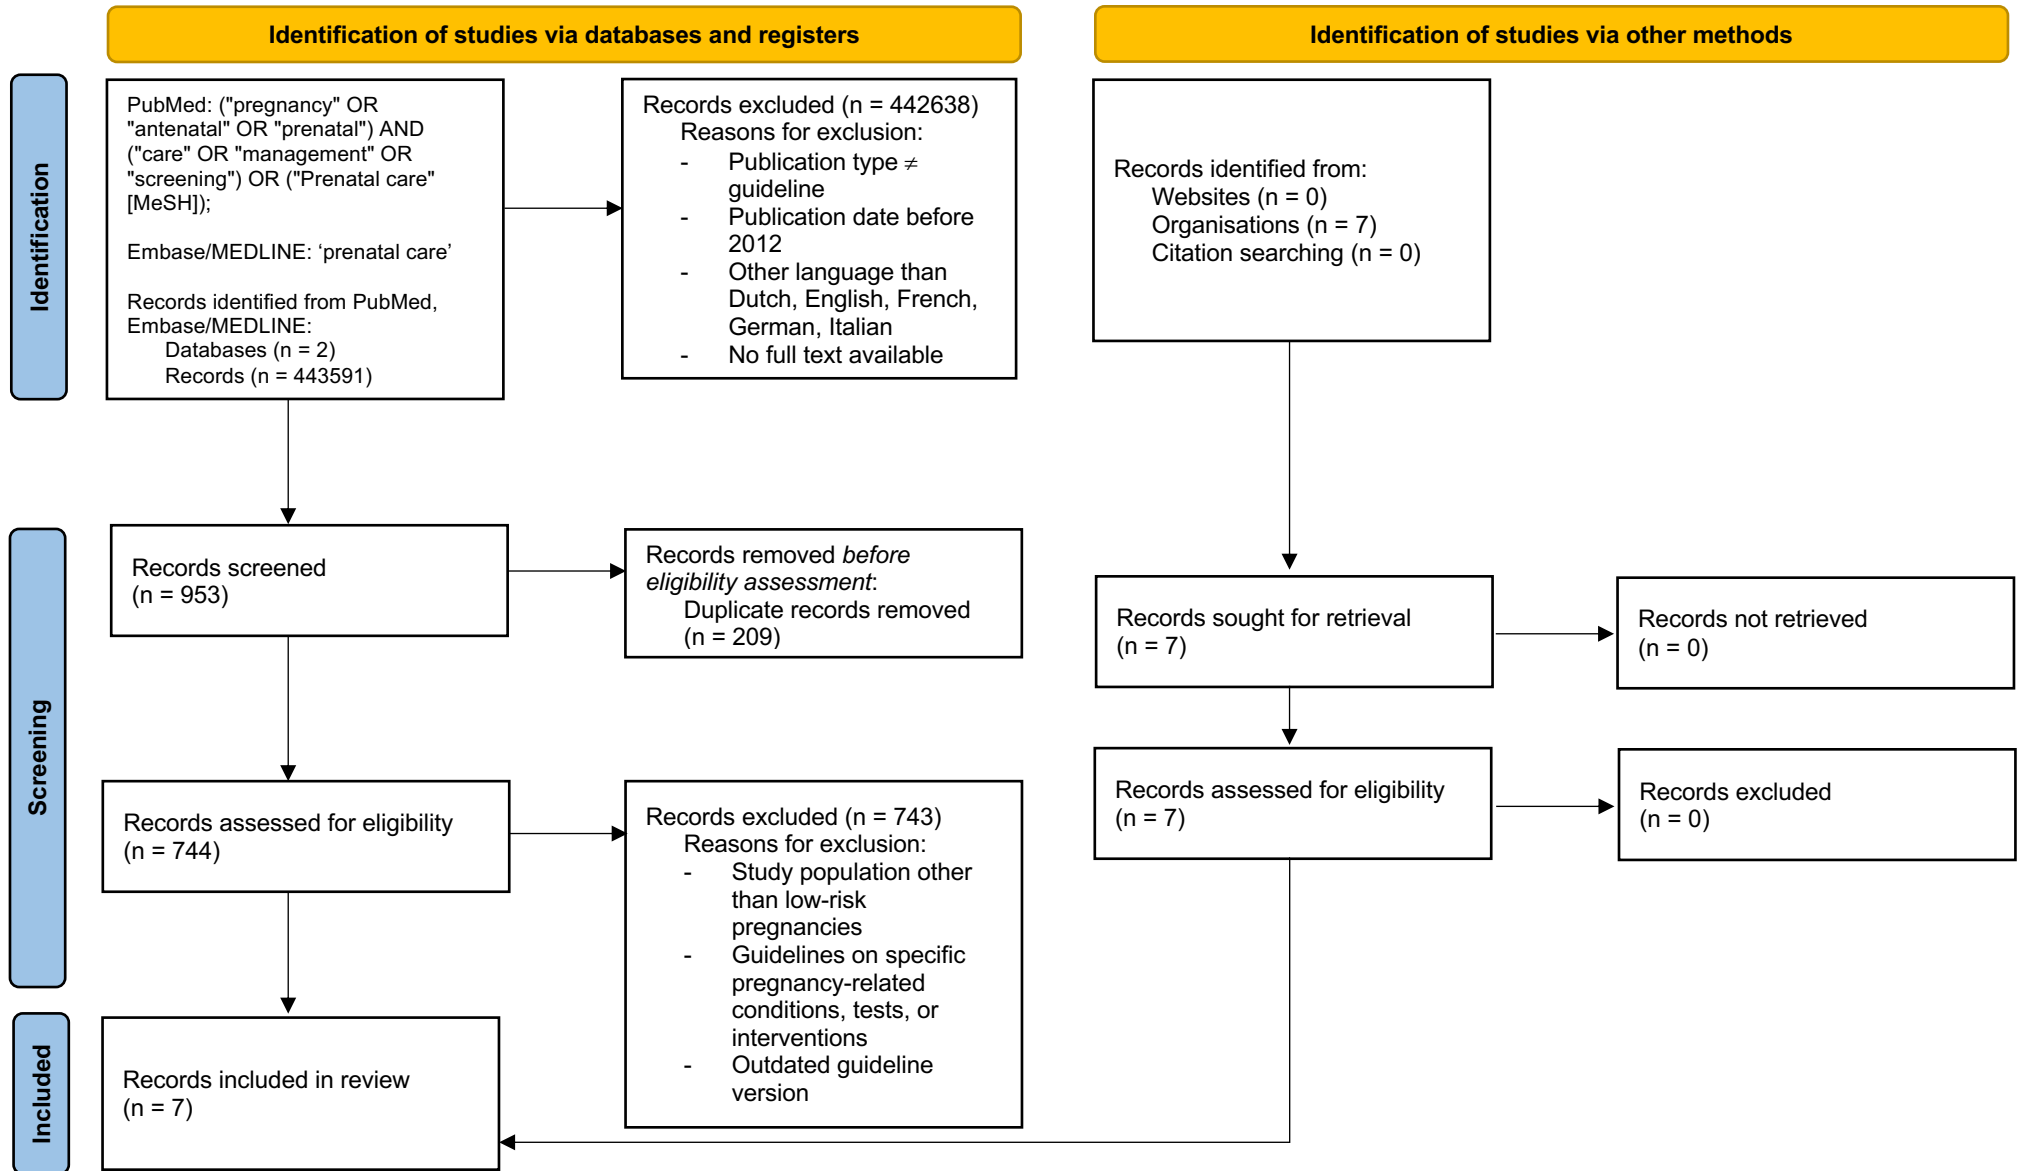 Identification of studies via databases and registers
Identification of studies via other methods
Identification
PubMed: ("pregnancy" OR
"antenatal" OR "prenatal") AND
("care" OR "management" OR
"screening") OR ("Prenatal care"
[MeSH]);
Embase/MEDLINE: ‘prenatal care’
Records identified from PubMed,
Embase/MEDLINE:
Databases (n = 2)
Records (n = 443591)
Records excluded (n = 442638)
Reasons for exclusion:
- Publication type ≠
guideline
- Publication date before
2012
- Other language than
Dutch, English, French,
German, Italian
- No full text available
Records identified from:
Websites (n = 0)
Organisations (n = 7)
Citation searching (n = 0)
Screening
Records screened
(n = 953)
Records removed before
eligibility assessment:
Duplicate records removed
(n = 209)
Records sought for retrieval
(n = 7)
Records not retrieved
(n = 0)
Records assessed for eligibility
(n = 744)
Records excluded (n = 743)
Reasons for exclusion:
- Study population other
than low-risk
pregnancies
- Guidelines on specific
pregnancy-related
conditions, tests, or
interventions
- Outdated guideline
version
Records assessed for eligibility
(n = 7)
Records excluded
(n = 0)
Included
Records included in review
(n = 7)